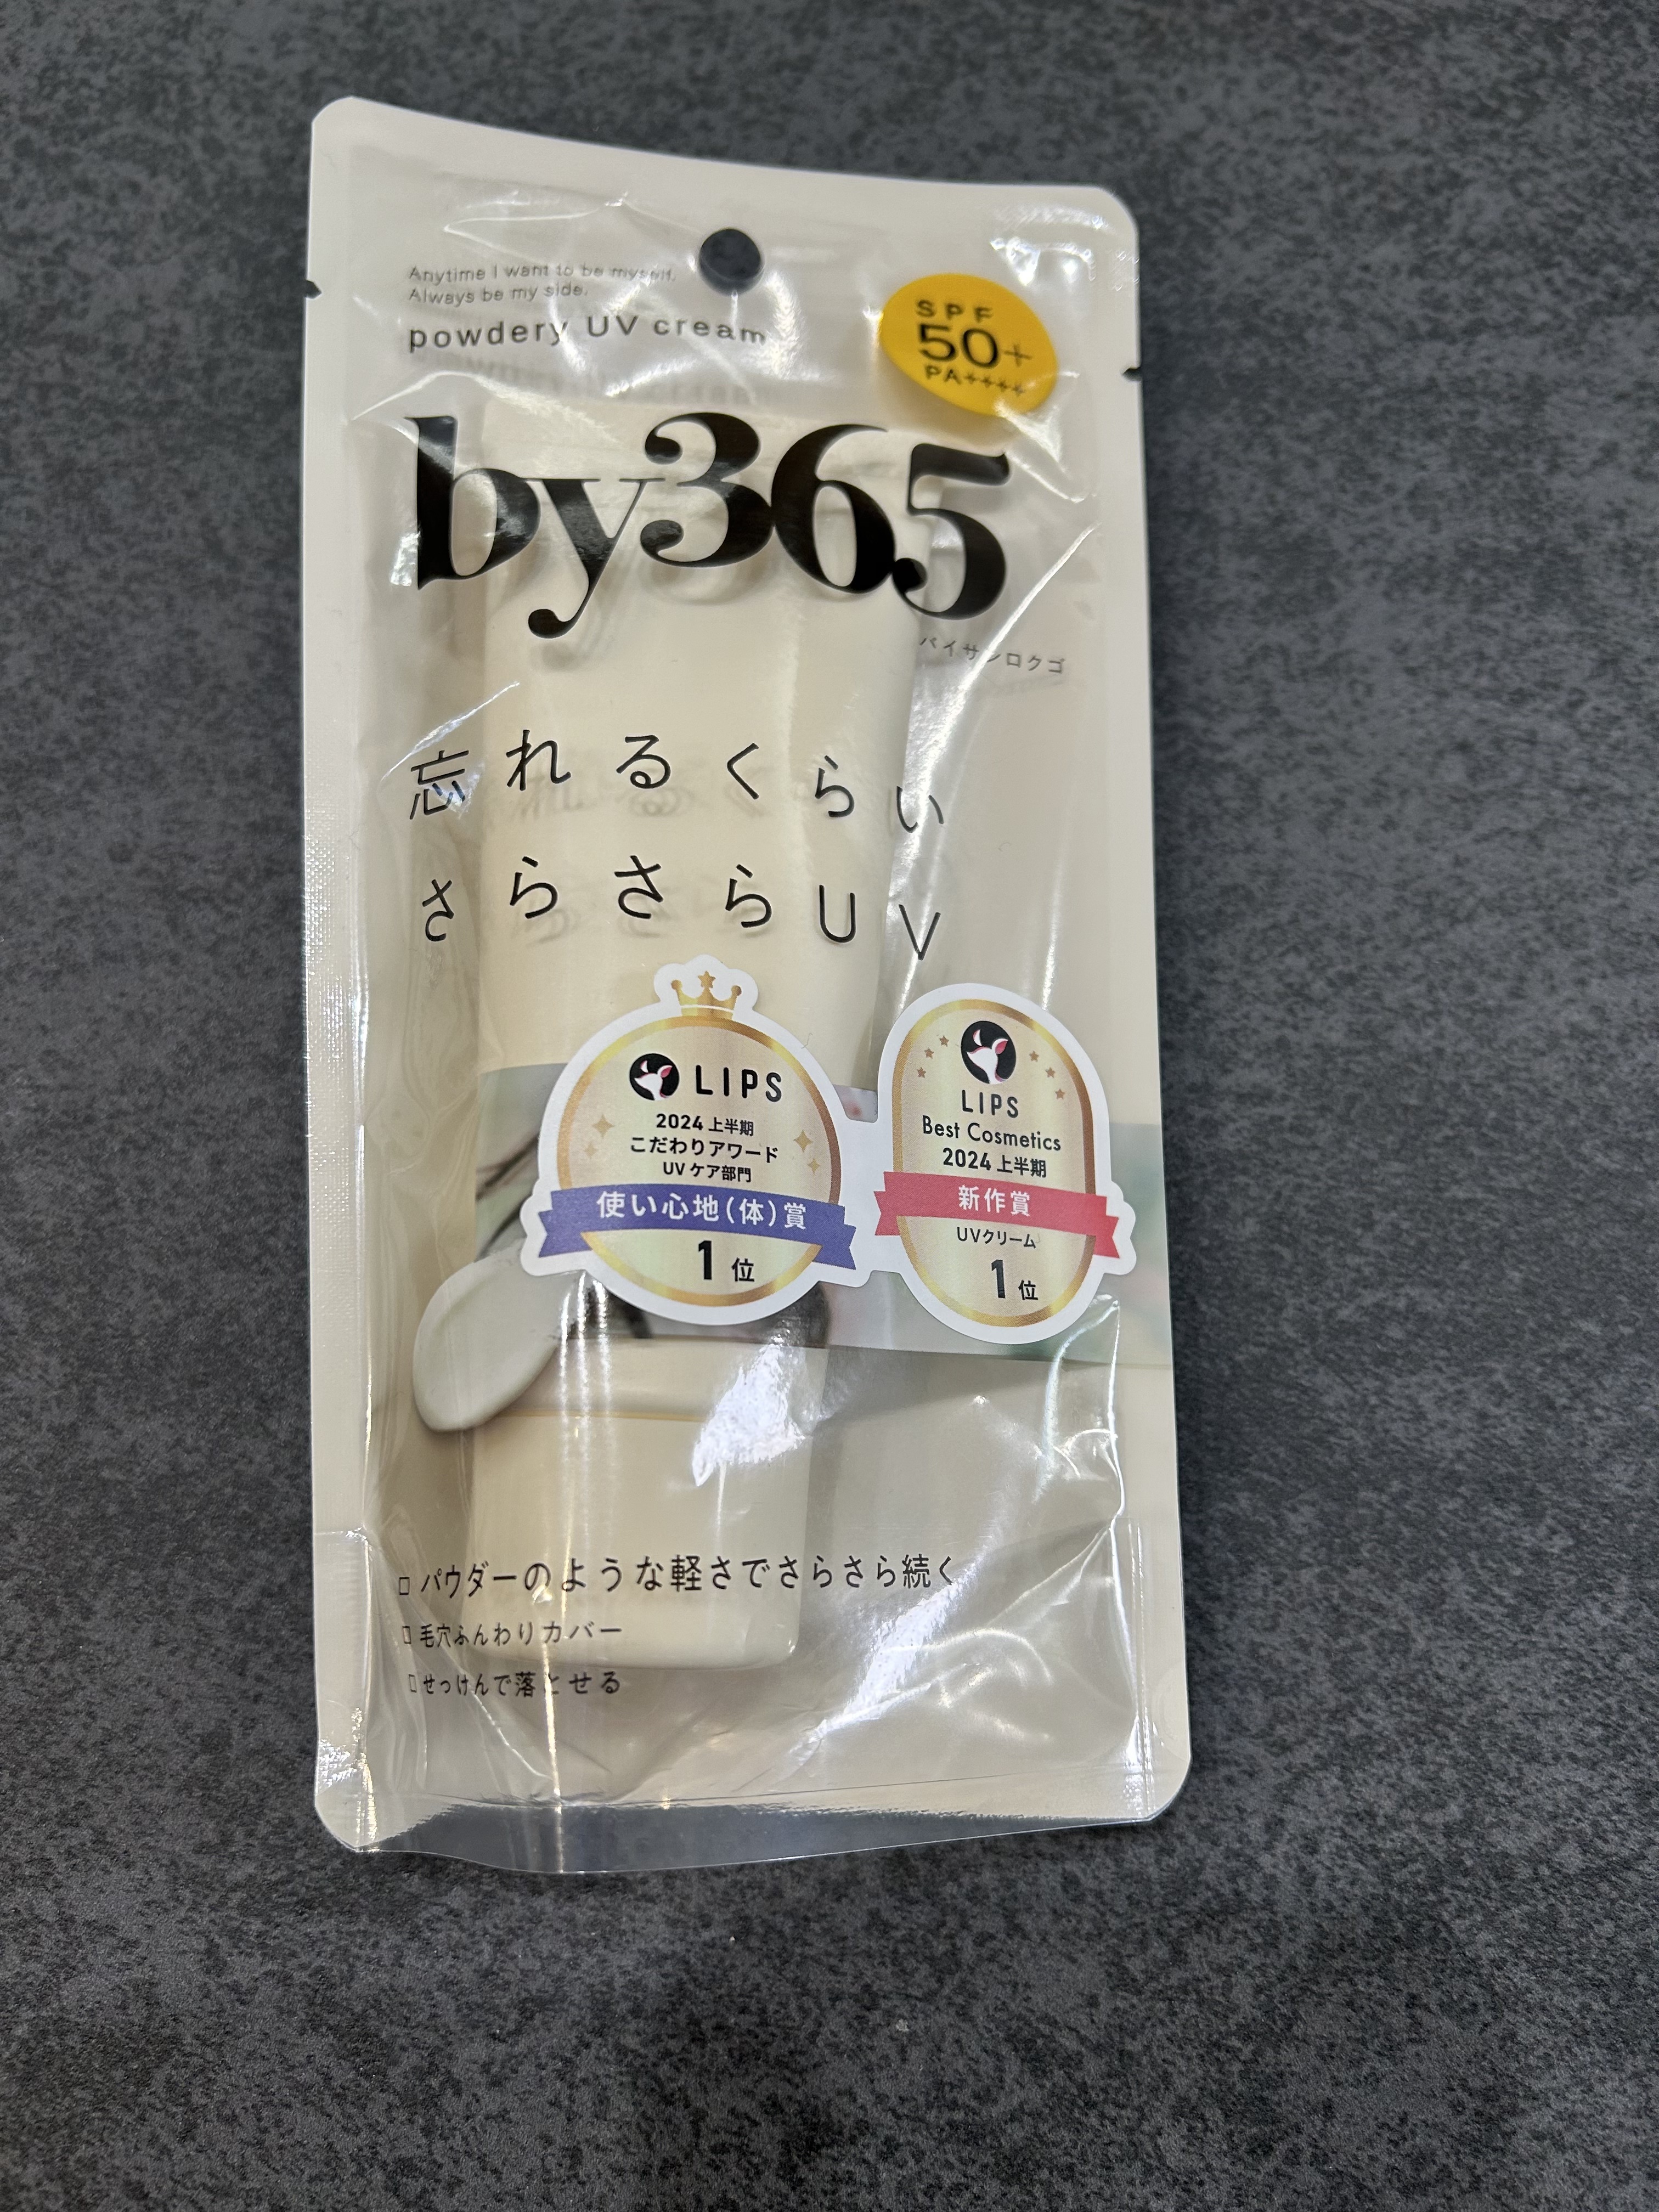 Anytime I want to be myself.
Always be my side.
powdery UV cream
SPF
50+
PA++++
by365
バイサンロクゴ
忘れるくらい
さらさらUV
LIPS
2024 上半期
こだわりアワード
UV ケア部門
使い心地(体)賞
1 位
LIPS
Best Cosmetics
2024 上半期
新作賞
UVクリーム
1 位
□ パウダーのような軽さでさらさら続く
□ 毛穴ふんわりカバー
□ せっけんで落とせる